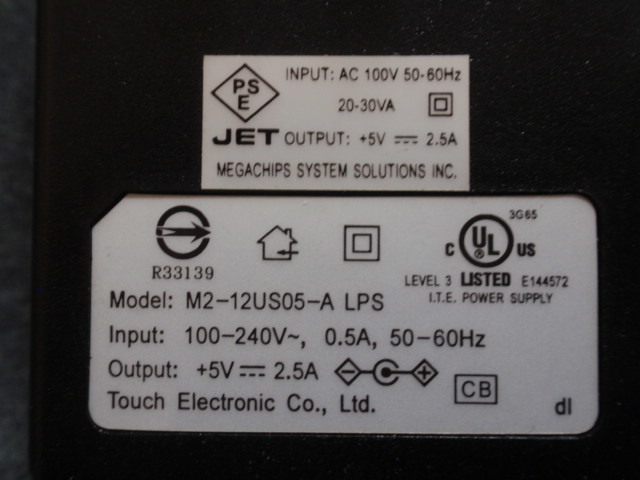 PS
E
INPUT: AC 100V 50-60Hz
20-30VA
JET OUTPUT: +5V 2.5A
MEGACHIPS SYSTEM SOLUTIONS INC.
R33139
3G65
C UL US
LEVEL 3 LISTED E144572
I.T.E. POWER SUPPLY
Model: M2-12US05-A LPS
Input: 100-240V~, 0.5A, 50-60Hz
Output: +5V 2.5A
CB
Touch Electronic Co., Ltd.
dl